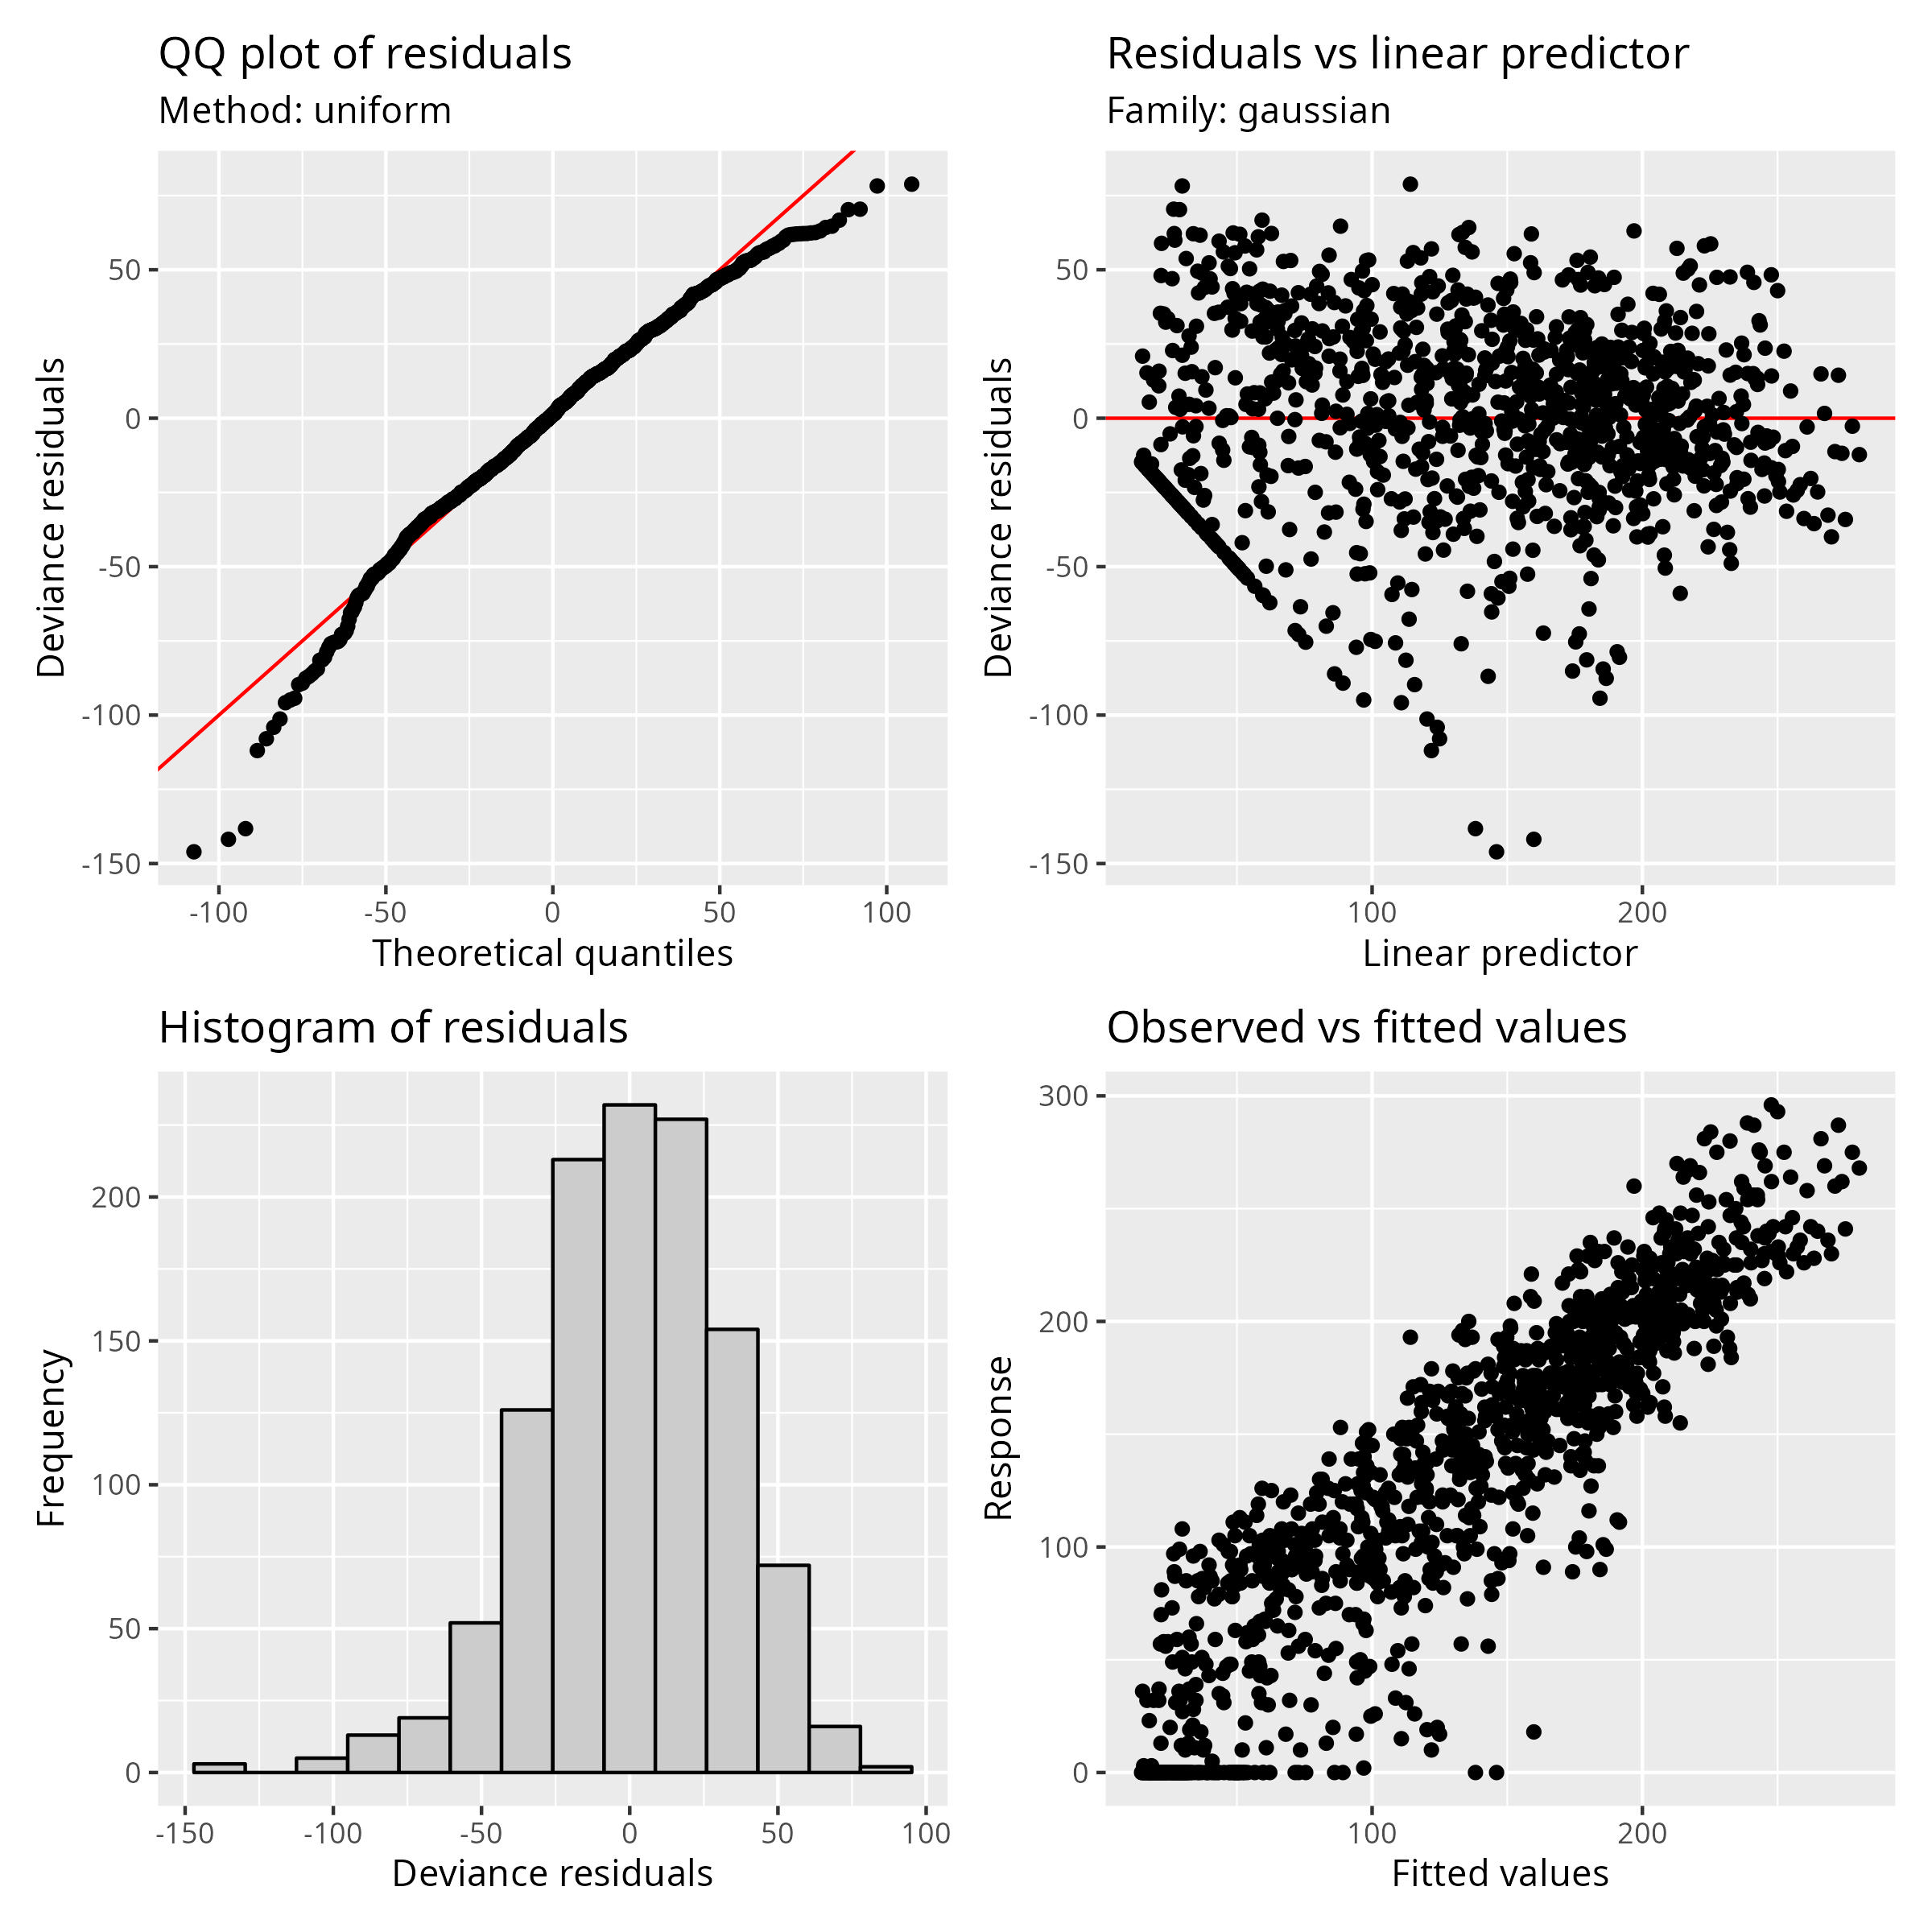 QQ plot of residuals
Method: uniform
50
0
-50
-100
-150
-100 -50 0 50 100
Theoretical quantiles
Deviance residuals
Residuals vs linear predictor
Family: gaussian
50
0
-50
-100
-150
100 200
Linear predictor
Deviance residuals
Histogram of residuals
200
150
100
50
0
-150 -100 -50 0 50 100
Deviance residuals
Frequency
Observed vs fitted values
300
200
100
0
100 200
Fitted values
Response